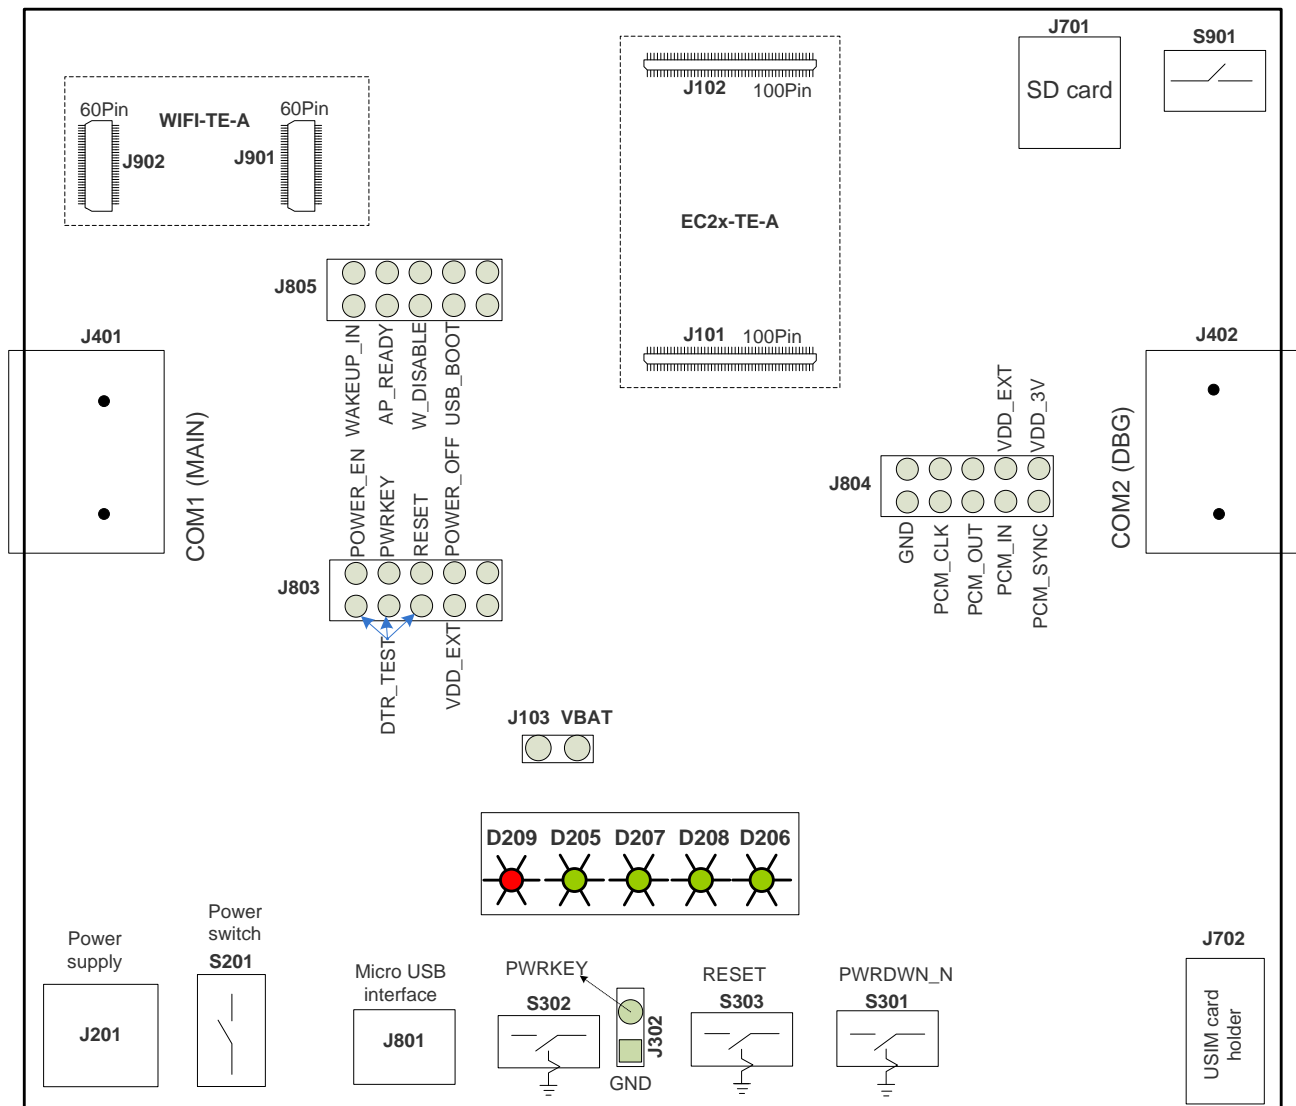 J701
S901
SD card
J102
100Pin
60Pin
60Pin
WIFI-TE-A
J902
J901
EC2x-TE-A
J805
J101
100Pin
WAKEUP_IN
AP_READY
W_DISABLE
USB_BOOT
J401
COM1 (MAIN)
J402
COM2 (DBG)
VDD_EXT
VDD_3V
J804
GND
PCM_CLK
PCM_OUT
PCM_IN
PCM_SYNC
POWER_EN
PWRKEY
RESET
POWER_OFF
J803
DTR_TEST
VDD_EXT
J103 VBAT
D209 D205 D207 D208 D206
Power
supply
J201
Power
switch
S201
Micro USB
interface
J801
PWRKEY
S302
J302
GND
RESET
S303
PWRDWN_N
S301
J702
USIM card
holder